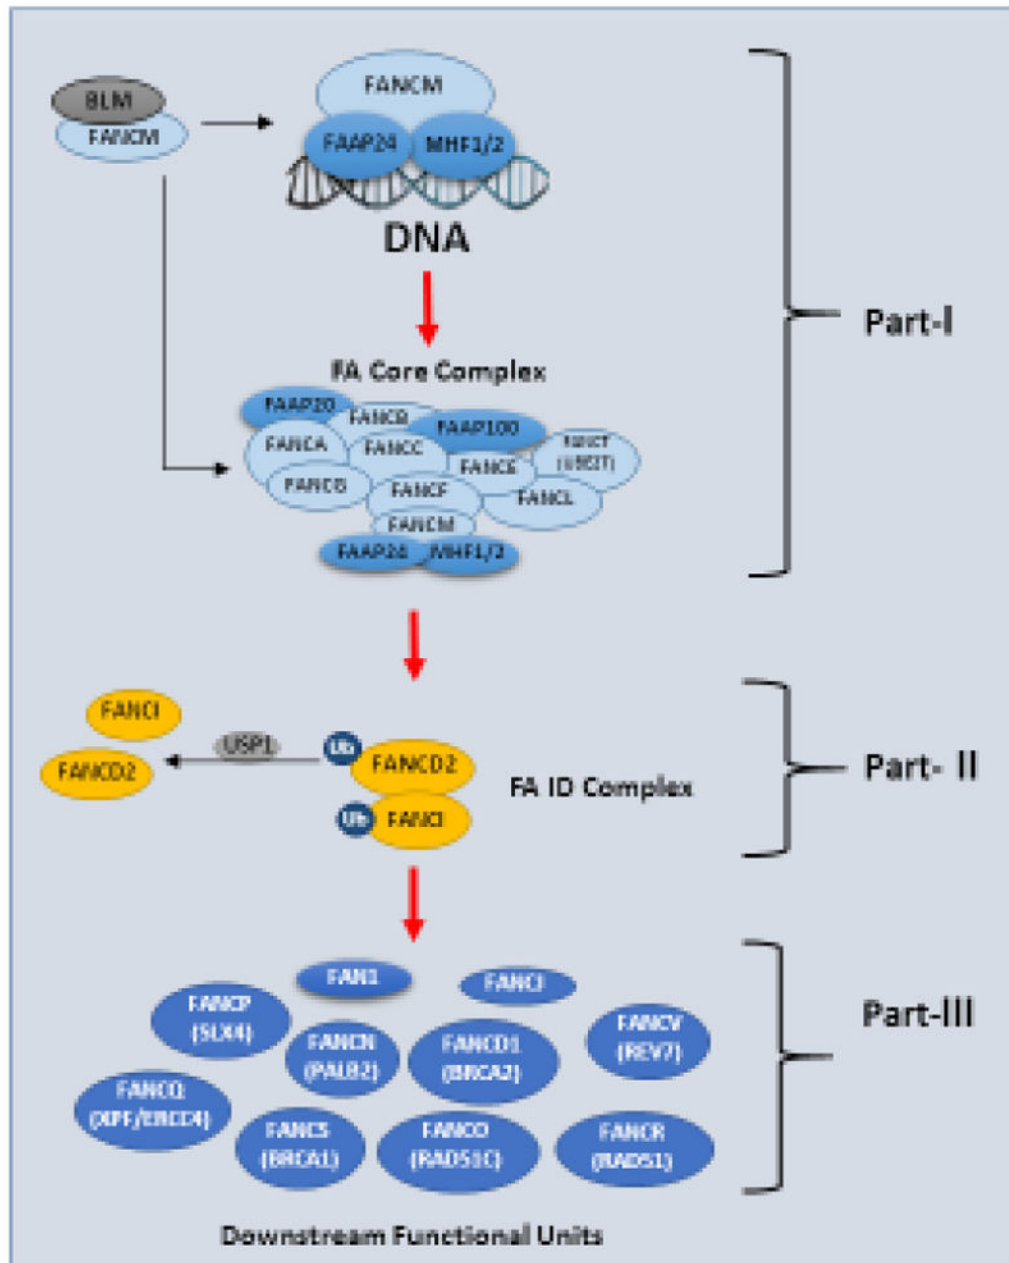 BLM
FANCM
FANCM
FAAP24
MHF1/2
DNA
Part-I
FA Core Complex
FAAP20
FANCB
FAAP100
FANCA
FANCC
FANCE
FANCT
(UBE2T)
FANCG
FANCF
FANCL
FANCM
FAAP24
MHF1/2
FANCI
FANCD2
USP1
Ub
FANCD2
Ub
FANCI
FA ID Complex
Part- II
FAN1
FANCJ
FANCP
(SLX4)
FANCN
(PALB2)
FANCD1
(BRCA2)
FANCV
(REV7)
Part-III
FANCQ
(XPF/ERCC4)
FANCS
(BRCA1)
FANCO
(RAD51C)
FANCR
(RAD51)
Downstream Functional Units